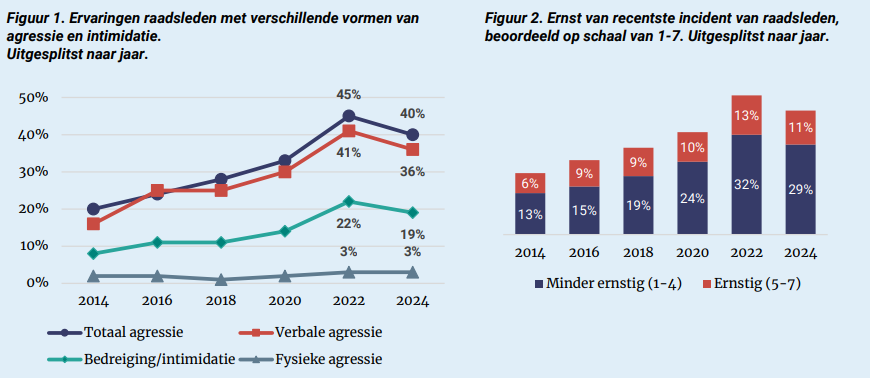 Figuur 1. Ervaringen raadsleden met verschillende vormen van
agressie en intimidatie.
Uitgesplitst naar jaar.
50%
40%
30%
20%
10%
0%
45%
40%
41%
36%
22%
19%
3%
3%
2014 2016 2018 2020 2022 2024
Totaal agressie Verbale agressie
Bedreiging/intimidatie Fysieke agressie
Figuur 2. Ernst van recentste incident van raadsleden,
beoordeeld op schaal van 1-7. Uitgesplitst naar jaar.
6% 9% 9% 10% 13% 11%
13% 15% 19% 24% 32% 29%
2014 2016 2018 2020 2022 2024
Minder ernstig (1-4) Ernstig (5-7)